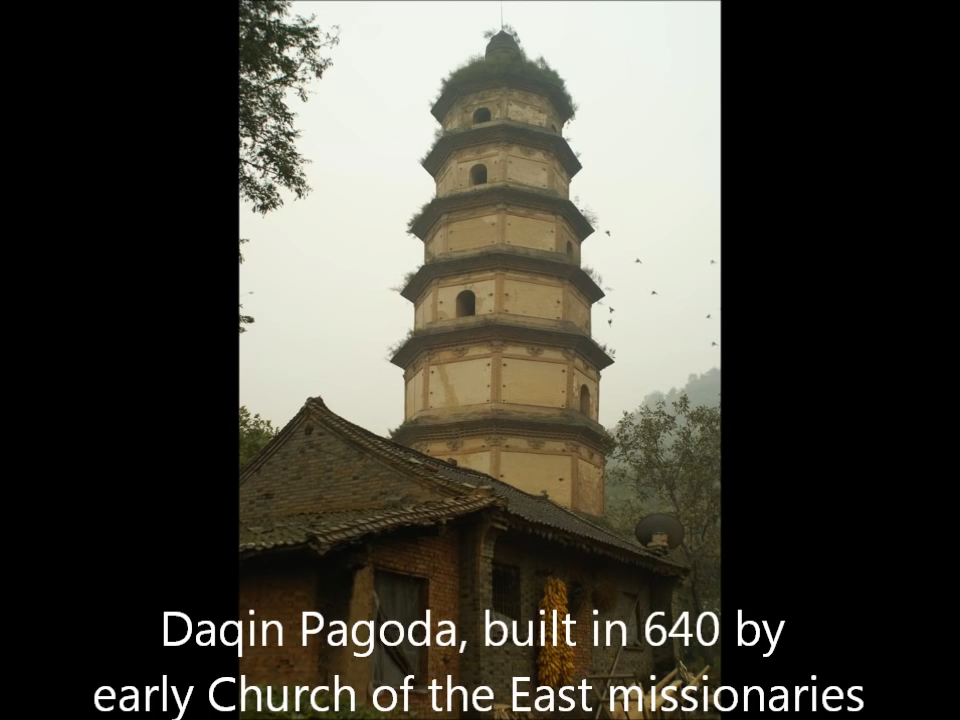 Daqin Pagoda, built in 640 by
early Church of the East missionaries